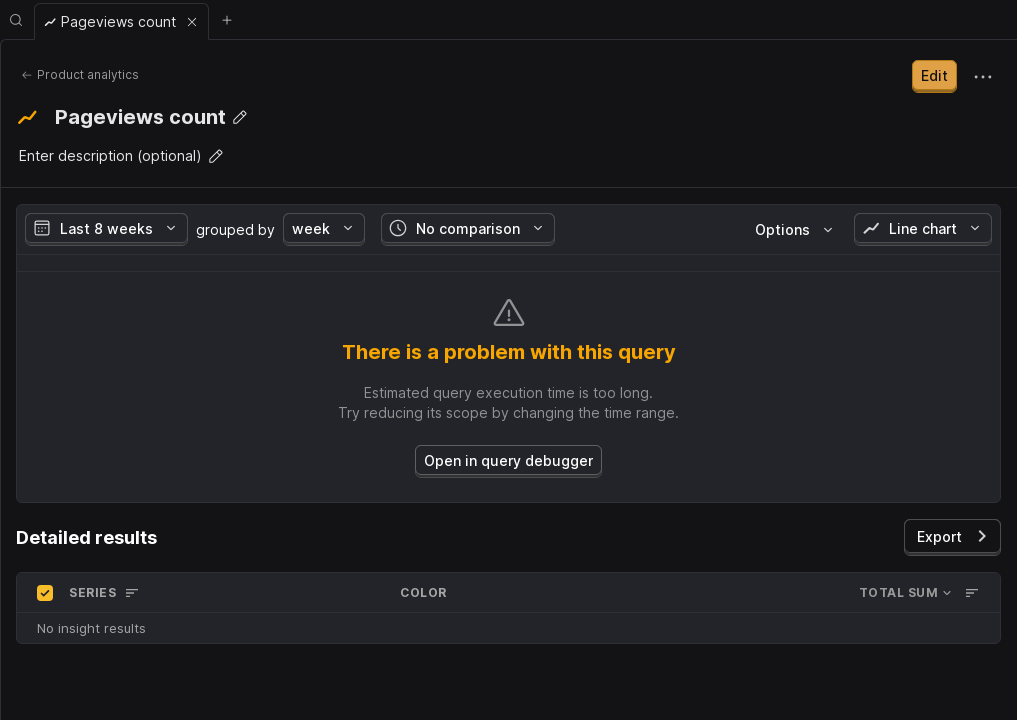 Pageviews count
Product analytics
Edit
Pageviews count
Enter description (optional)
Last 8 weeks grouped by week No comparison Options Line chart
There is a problem with this query
Estimated query execution time is too long.
Try reducing its scope by changing the time range.
Open in query debugger
Detailed results
Export
SERIES COLOR TOTAL SUM
No insight results